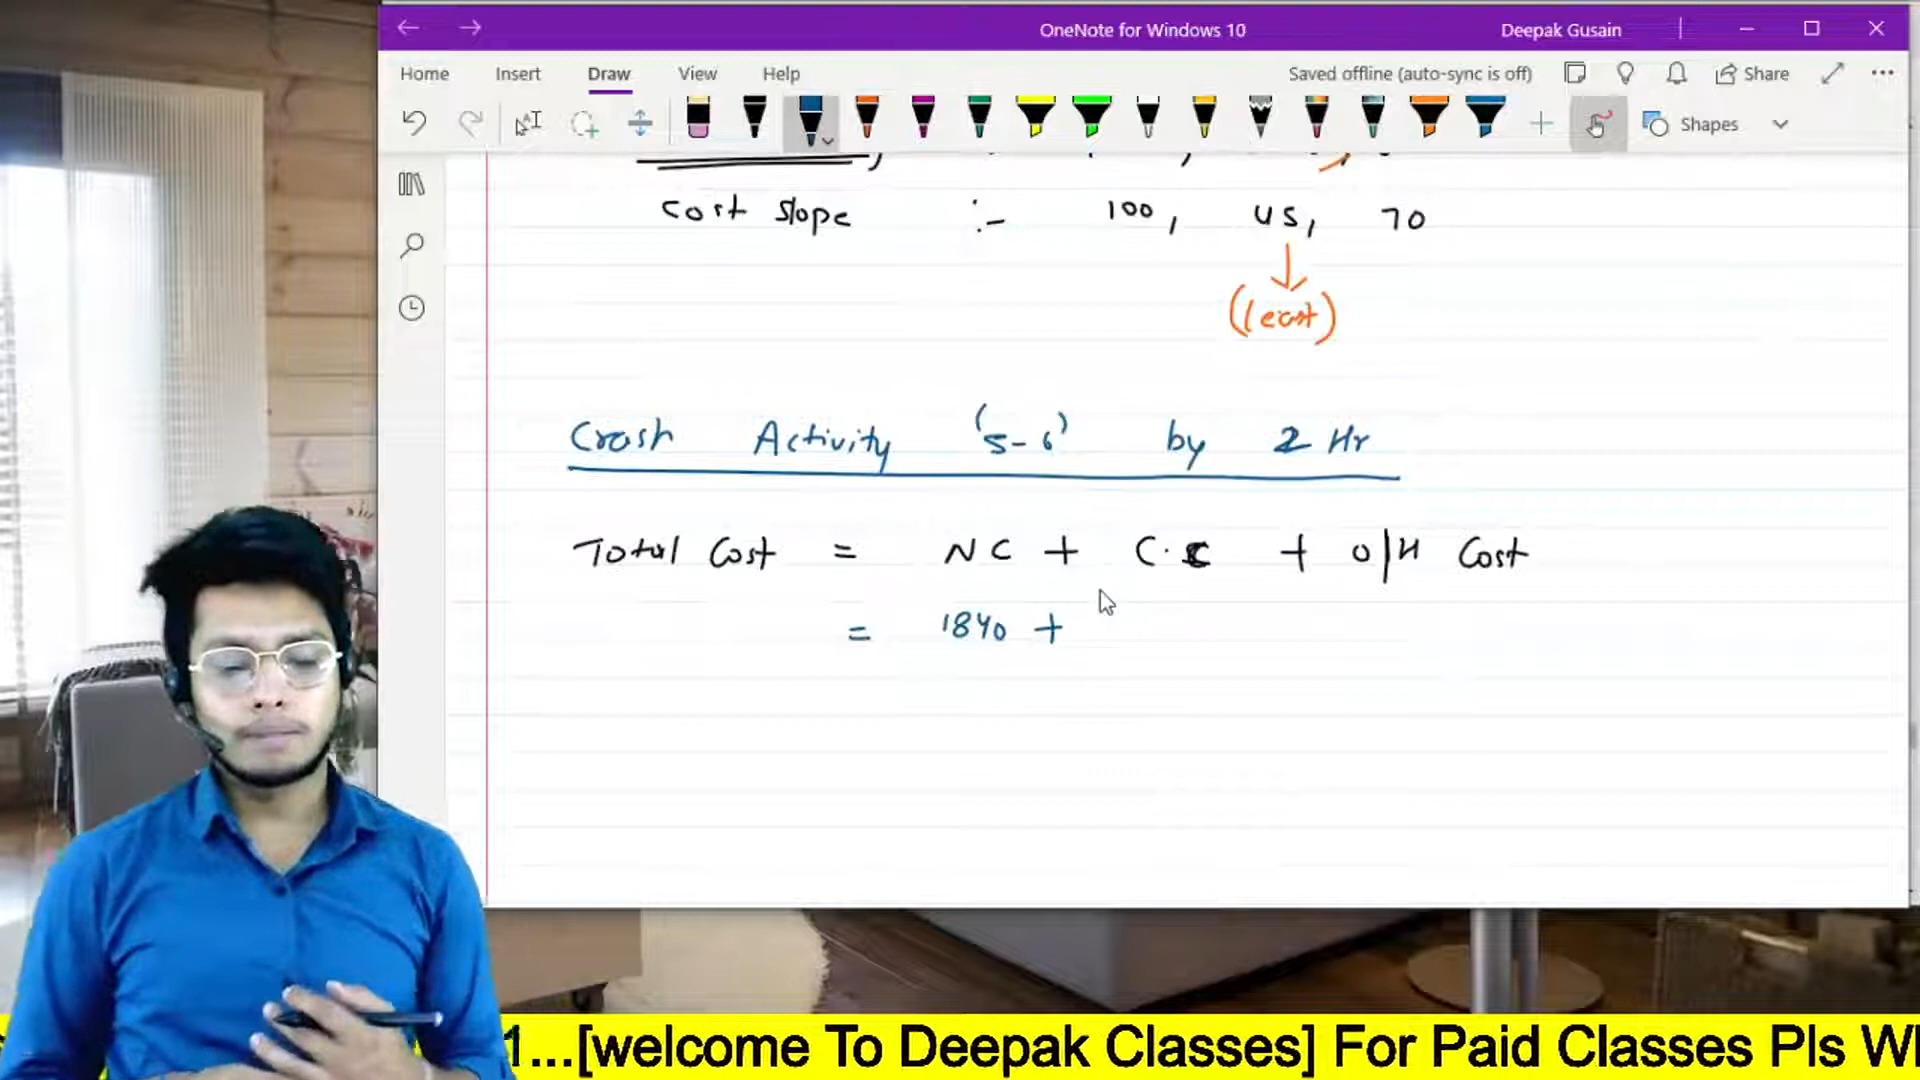 OneNote for Windows 10
Deepak Gusain
Home Insert Draw View Help
Saved offline (auto-sync is off)
Share
Shapes
Cost slope :- 100, 45, 70
(least)
Crash Activity (5-6) by 2 Hr
Total Cost = NC + C.C + O/H Cost
= 1840 +
1...[welcome To Deepak Classes] For Paid Classes Pls